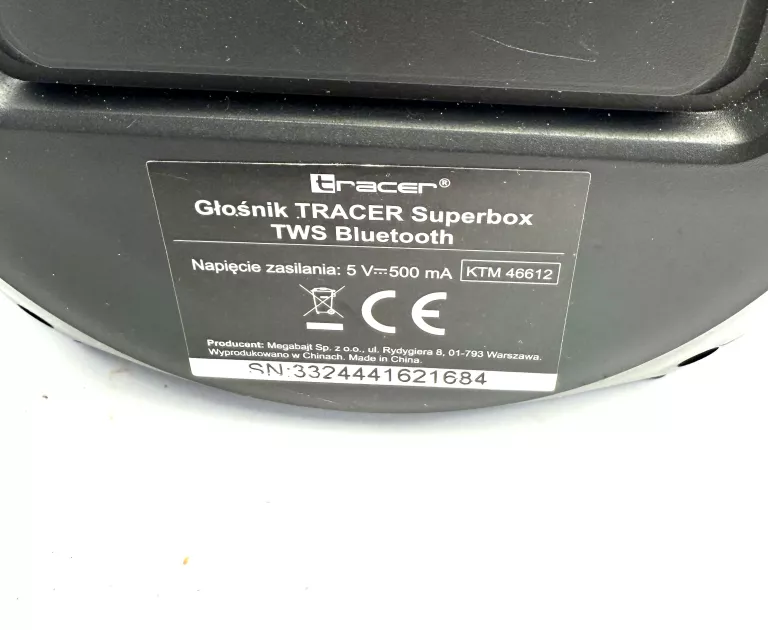 tracer®
Głośnik TRACER Superbox
TWS Bluetooth
Napięcie zasilania: 5 V⎓500 mA KTM 46612
CE
Producent: Megabajt Sp. z o.o., ul. Rydygiera 8, 01-793 Warszawa.
Wyprodukowano w Chinach. Made in China.
SN:3324441621684